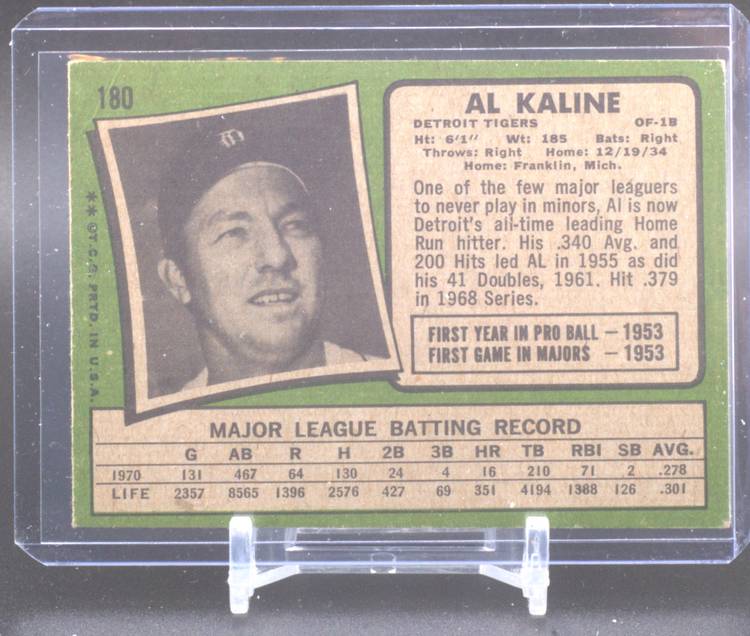 180
AL KALINE
DETROIT TIGERS OF-1B
Ht: 6'1" Wt: 185 Bats: Right
Throws: Right Home: 12/19/34
Home: Franklin, Mich.
One of the few major leaguers
to never play in minors, Al is now
Detroit's all-time leading Home
Run hitter. His .340 Avg. and
200 Hits led AL in 1955 as did
his 41 Doubles, 1961. Hit .379
in 1968 Series.
FIRST YEAR IN PRO BALL — 1953
FIRST GAME IN MAJORS — 1953
** ©T.C.G. PRTD. IN U.S.A.
MAJOR LEAGUE BATTING RECORD
G AB R H 2B 3B HR TB RBI SB AVG.
1970 131 467 64 130 24 4 16 210 71 2 .278
LIFE 2357 8565 1396 2576 427 69 351 4194 1388 126 .301